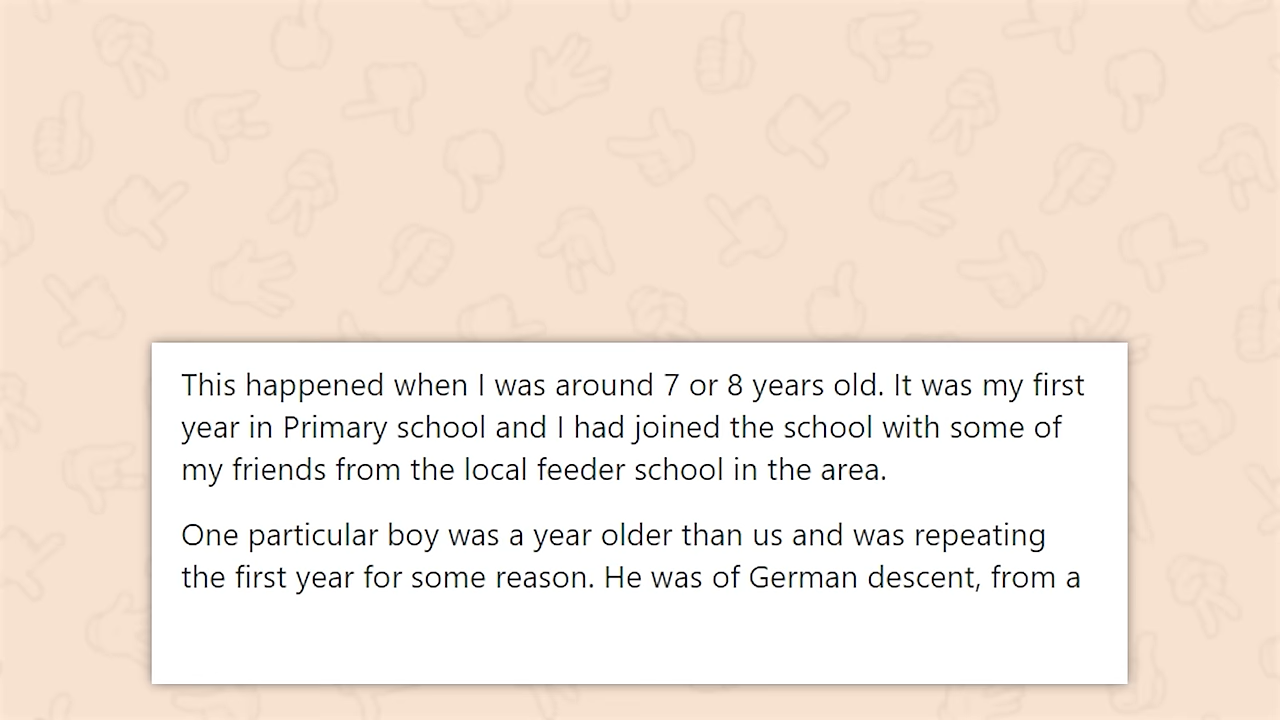 This happened when I was around 7 or 8 years old. It was my first
year in Primary school and I had joined the school with some of
my friends from the local feeder school in the area.
One particular boy was a year older than us and was repeating
the first year for some reason. He was of German descent, from a